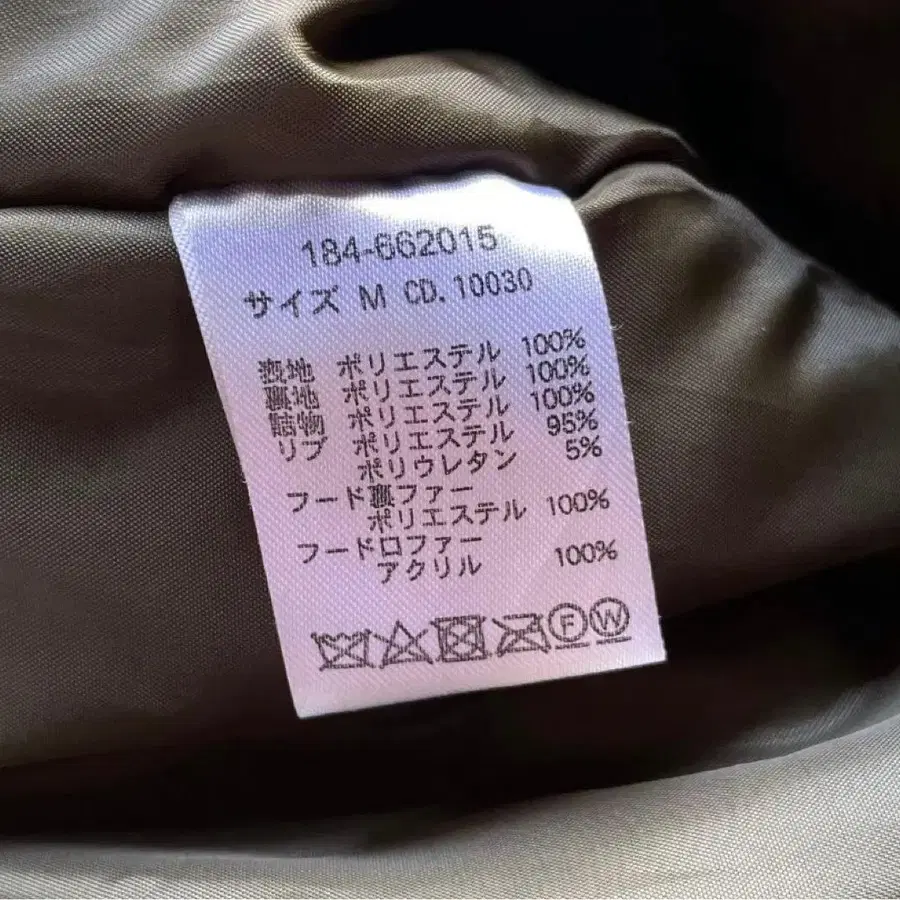 184-662015
サイズ M CD.10030
表地 ポリエステル 100%
裏地 ポリエステル 100%
詰物 ポリエステル 100%
リブ ポリエステル 95%
ポリウレタン 5%
フード裏ファー
ポリエステル 100%
フード口ファー
アクリル 100%
F W